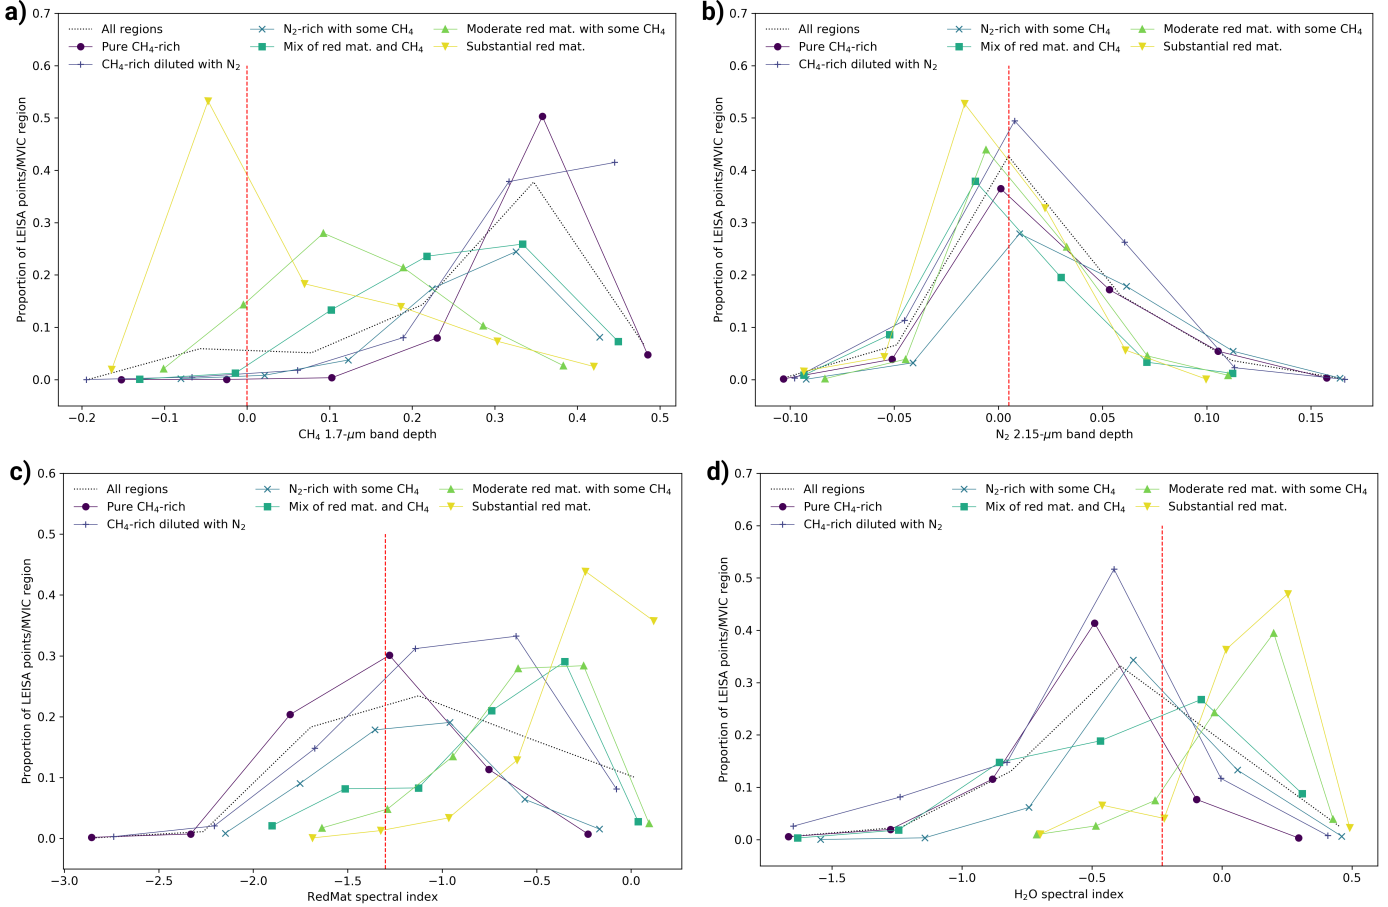 a)
All regions
Pure CH₄-rich
CH₄-rich diluted with N₂
N₂-rich with some CH₄
Mix of red mat. and CH₄
Moderate red mat. with some CH₄
Substantial red mat.
0.7
0.6
0.5
0.4
0.3
0.2
0.1
0.0
Proportion of LEISA points/MVIC region
−0.2 −0.1 0.0 0.1 0.2 0.3 0.4 0.5
CH₄ 1.7-μm band depth
b)
All regions
Pure CH₄-rich
CH₄-rich diluted with N₂
N₂-rich with some CH₄
Mix of red mat. and CH₄
Moderate red mat. with some CH₄
Substantial red mat.
0.7
0.6
0.5
0.4
0.3
0.2
0.1
0.0
Proportion of LEISA points/MVIC region
−0.10 −0.05 0.00 0.05 0.10 0.15
N₂ 2.15-μm band depth
c)
All regions
Pure CH₄-rich
CH₄-rich diluted with N₂
N₂-rich with some CH₄
Mix of red mat. and CH₄
Moderate red mat. with some CH₄
Substantial red mat.
0.6
0.5
0.4
0.3
0.2
0.1
0.0
Proportion of LEISA points/MVIC region
−3.0 −2.5 −2.0 −1.5 −1.0 −0.5 0.0
RedMat spectral index
d)
All regions
Pure CH₄-rich
CH₄-rich diluted with N₂
N₂-rich with some CH₄
Mix of red mat. and CH₄
Moderate red mat. with some CH₄
Substantial red mat.
0.7
0.6
0.5
0.4
0.3
0.2
0.1
0.0
Proportion of LEISA points/MVIC region
−1.5 −1.0 −0.5 0.0 0.5
H₂O spectral index